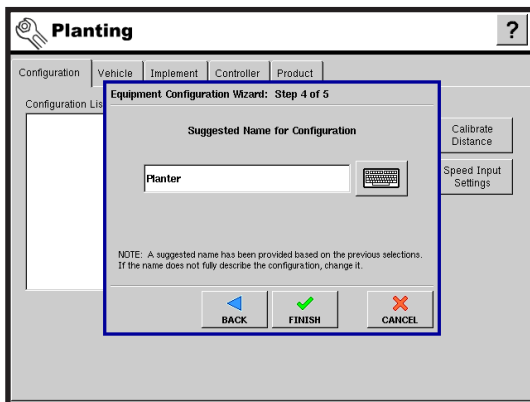 Planting
?
Configuration Vehicle Implement Controller Product
Equipment Configuration Wizard: Step 4 of 5
Configuration Lis
Suggested Name for Configuration
Calibrate
Distance
Planter
Speed Input
Settings
NOTE: A suggested name has been provided based on the previous selections.
If the name does not fully describe the configuration, change it.
BACK FINISH CANCEL